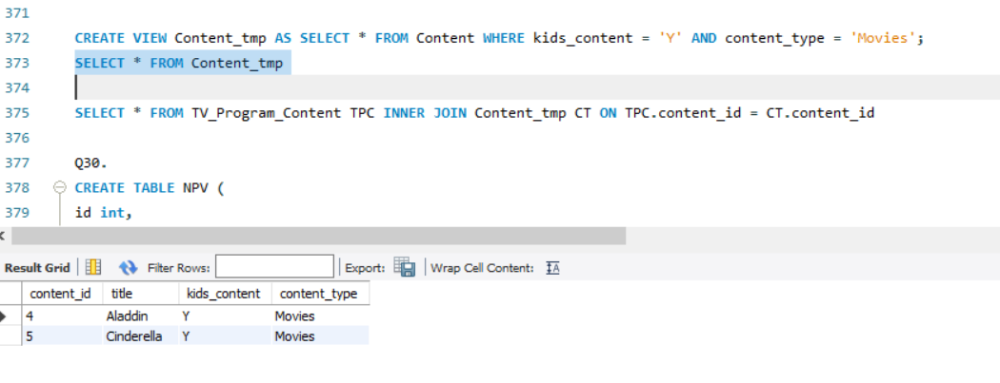 371
372 CREATE VIEW Content_tmp AS SELECT * FROM Content WHERE kids_content = 'Y' AND content_type = 'Movies';
373 SELECT * FROM Content_tmp
374
375 SELECT * FROM TV_Program_Content TPC INNER JOIN Content_tmp CT ON TPC.content_id = CT.content_id
376
377 Q30.
378 CREATE TABLE NPV (
379 id int,
Result Grid Filter Rows: Export: Wrap Cell Content: IA
content_id title kids_content content_type
4 Aladdin Y Movies
5 Cinderella Y Movies